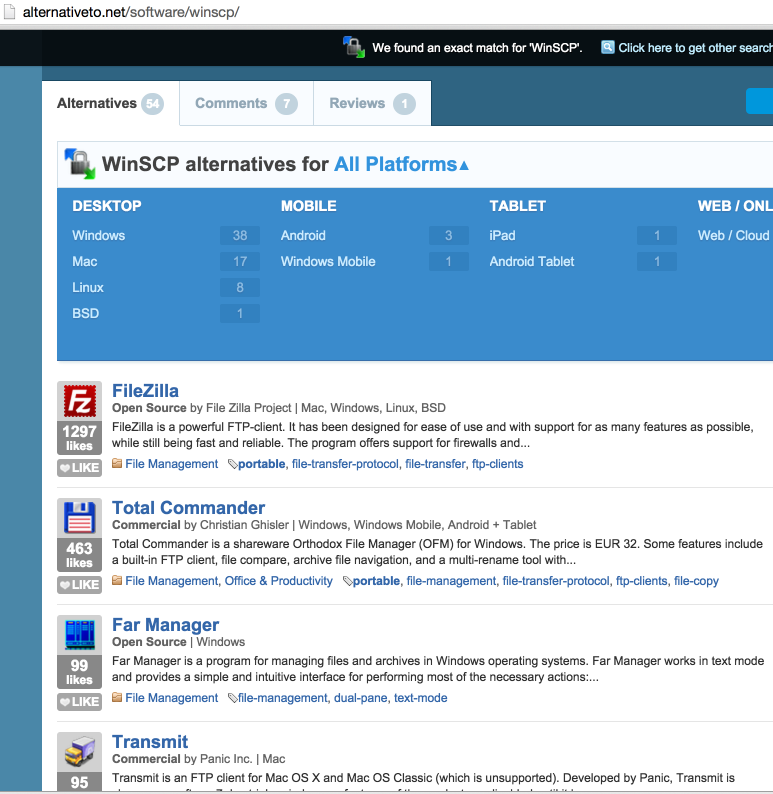 alternativeto.net/software/winscp/
We found an exact match for 'WinSCP'. Click here to get other search
Alternatives 54 Comments 7 Reviews 1
WinSCP alternatives for All Platforms▲
DESKTOP MOBILE TABLET WEB / ONL
Windows 38 Android 3 iPad 1 Web / Cloud
Mac 17 Windows Mobile 1 Android Tablet 1
Linux 8
BSD 1
Fz
FileZilla
Open Source by File Zilla Project | Mac, Windows, Linux, BSD
FileZilla is a powerful FTP-client. It has been designed for ease of use and with support for as many features as possible,
while still being fast and reliable. The program offers support for firewalls and...
1297
likes
LIKE
File Management portable, file-transfer-protocol, file-transfer, ftp-clients
Total Commander
Commercial by Christian Ghisler | Windows, Windows Mobile, Android + Tablet
Total Commander is a shareware Orthodox File Manager (OFM) for Windows. The price is EUR 32. Some features include
a built-in FTP client, file compare, archive file navigation, and a multi-rename tool with...
463
likes
LIKE
File Management, Office & Productivity portable, file-management, file-transfer-protocol, ftp-clients, file-copy
Far Manager
Open Source | Windows
Far Manager is a program for managing files and archives in Windows operating systems. Far Manager works in text mode
and provides a simple and intuitive interface for performing most of the necessary actions:...
99
likes
LIKE
File Management file-management, dual-pane, text-mode
Transmit
Commercial by Panic Inc. | Mac
Transmit is an FTP client for Mac OS X and Mac OS Classic (which is unsupported). Developed by Panic, Transmit is
95